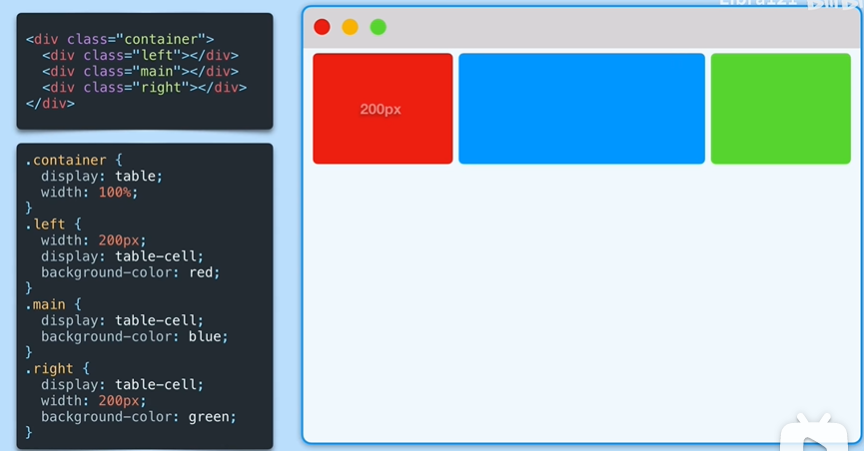 <div class="container">
<div class="left"></div>
<div class="main"></div>
<div class="right"></div>
</div>
.container {
display: table;
width: 100%;
}
.left {
width: 200px;
display: table-cell;
background-color: red;
}
.main {
display: table-cell;
background-color: blue;
}
.right {
display: table-cell;
width: 200px;
background-color: green;
}
200px